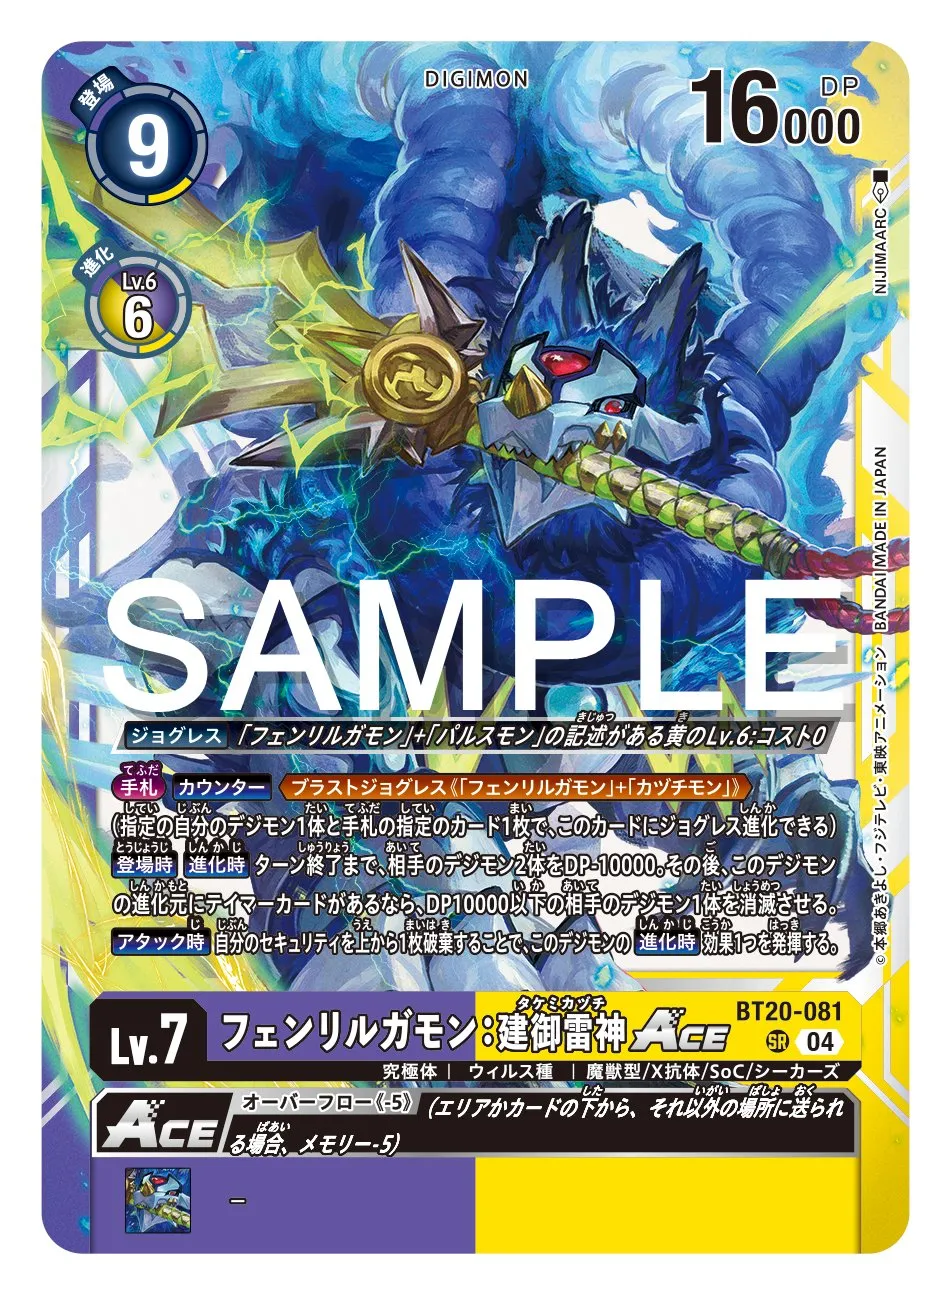 DIGIMON
登場
9
16000
DP
進化
Lv.6
6
NIJIMAARC
BANDAI MADE IN JAPAN
©本郷あきよし・フジテレビ・東映アニメーション
SAMPLE
ジョグレス 「フェンリルガモン」+「パルスモン」の記述がある黄のLv.6:コスト0
手札 カウンター ブラストジョグレス《「フェンリルガモン」+「カヅチモン」》
(指定の自分のデジモン1体と手札の指定のカード1枚で、このカードにジョグレス進化できる)
登場時 進化時 ターン終了まで、相手のデジモン2体をDP-10000。その後、このデジモン
の進化元にテイマーカードがあるなら、DP10000以下の相手のデジモン1体を消滅させる。
アタック時 自分のセキュリティを上から1枚破棄することで、このデジモンの 進化時 効果1つを発揮する。
BT20-081
Lv.7 フェンリルガモン:建御雷神 ACE
タケミカヅチ
SR 04
究極体 | ウィルス種 | 魔獣型/X抗体/SoC/シーカーズ
ACE オーバーフロー《-5》 (エリアかカードの下から、それ以外の場所に送られ
る場合、メモリー-5)
–